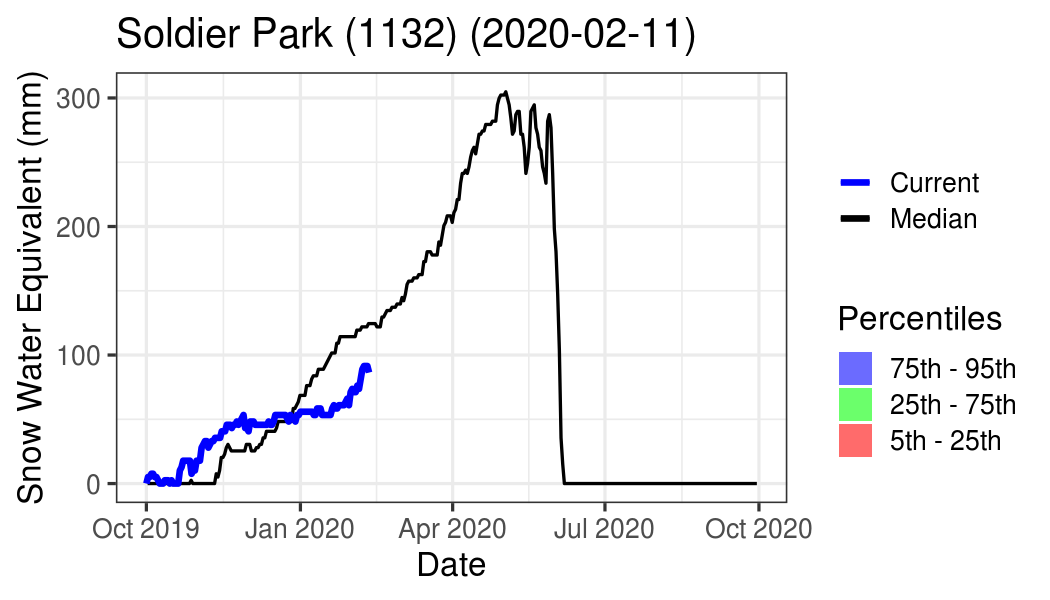 Soldier Park (1132) (2020-02-11)
Snow Water Equivalent (mm)
300
200
100
0
Oct 2019
Jan 2020
Apr 2020
Jul 2020
Oct 2020
Date
Current
Median
Percentiles
75th - 95th
25th - 75th
5th - 25th